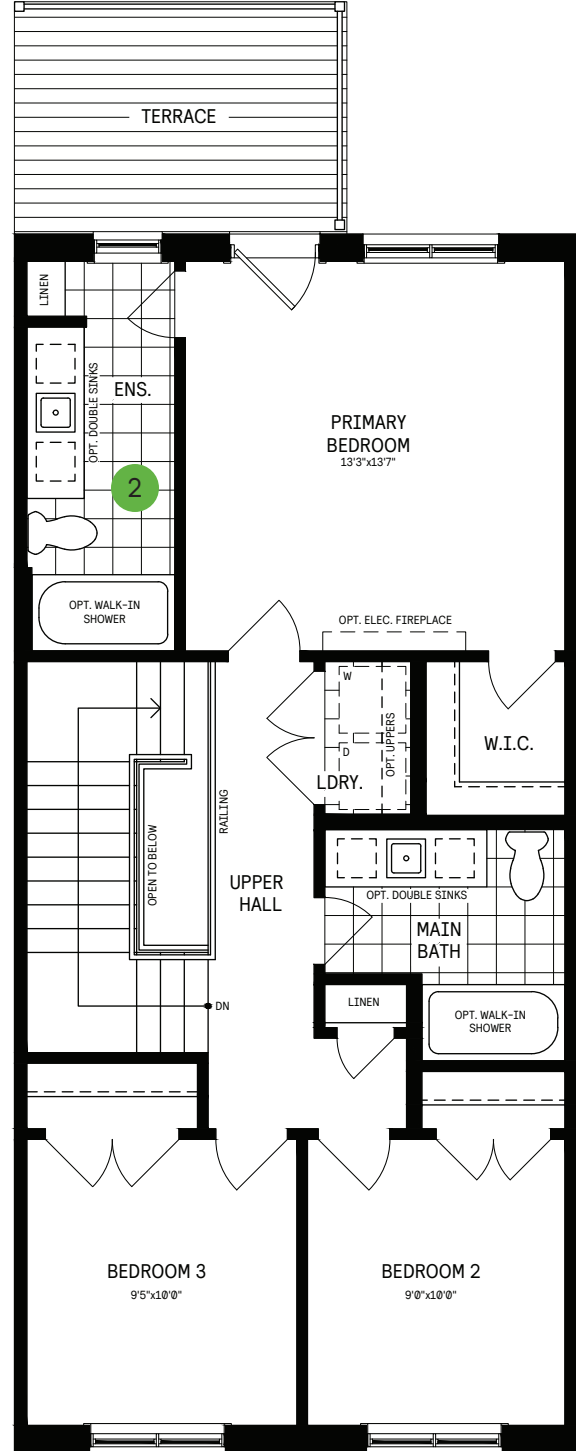 TERRACE
LINEN
ENS.
OPT. DOUBLE SINKS
2
PRIMARY
BEDROOM
13'3"x13'7"
OPT. WALK-IN
SHOWER
OPT. ELEC. FIREPLACE
W
D
OPT. UPPERS
LDRY.
W.I.C.
RAILING
OPEN TO BELOW
UPPER
HALL
OPT. DOUBLE SINKS
MAIN
BATH
DN
LINEN
OPT. WALK-IN
SHOWER
BEDROOM 3
9'5"x10'0"
BEDROOM 2
9'0"x10'0"